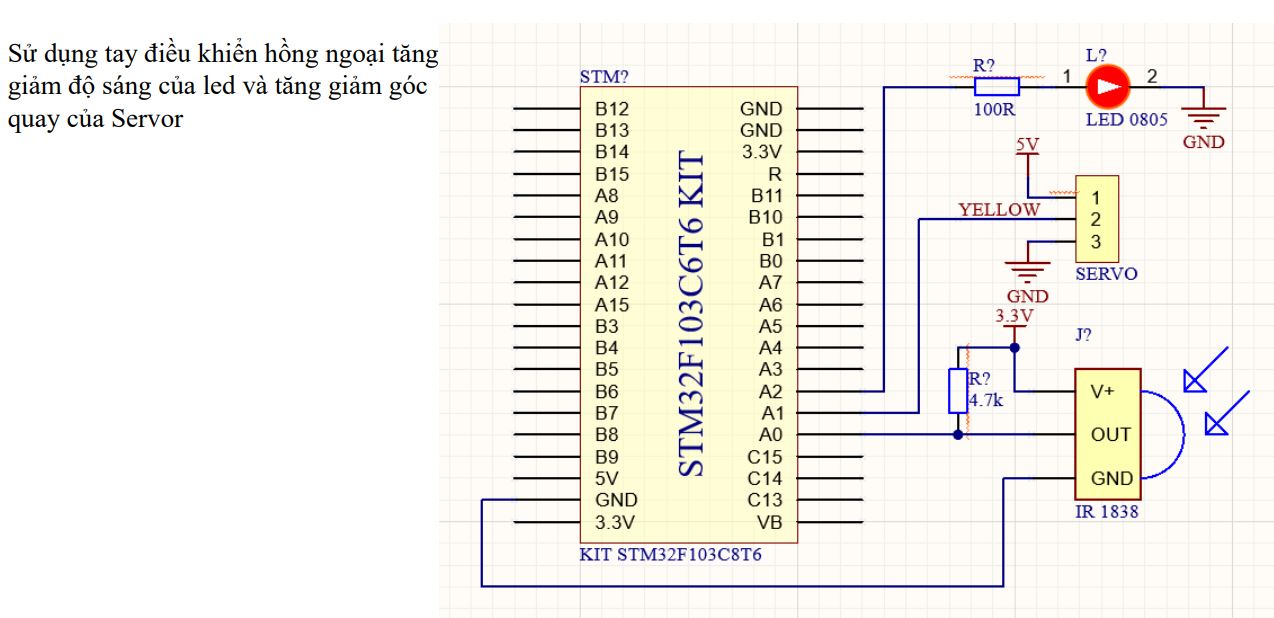 Sử dụng tay điều khiển hồng ngoại tăng
giảm độ sáng của led và tăng giảm góc
quay của Servor
STM?
B12
B13
B14
B15
A8
A9
A10
A11
A12
A15
B3
B4
B5
B6
B7
B8
B9
5V
GND
3.3V
STM32F103C6T6 KIT
GND
GND
3.3V
R
B11
B10
B1
B0
A7
A6
A5
A4
A3
A2
A1
A0
C15
C14
C13
VB
KIT STM32F103C8T6
R?
100R
L?
1
2
LED 0805
GND
5V
YELLOW
1
2
3
SERVO
GND
3.3V
R?
4.7k
J?
V+
OUT
GND
IR 1838